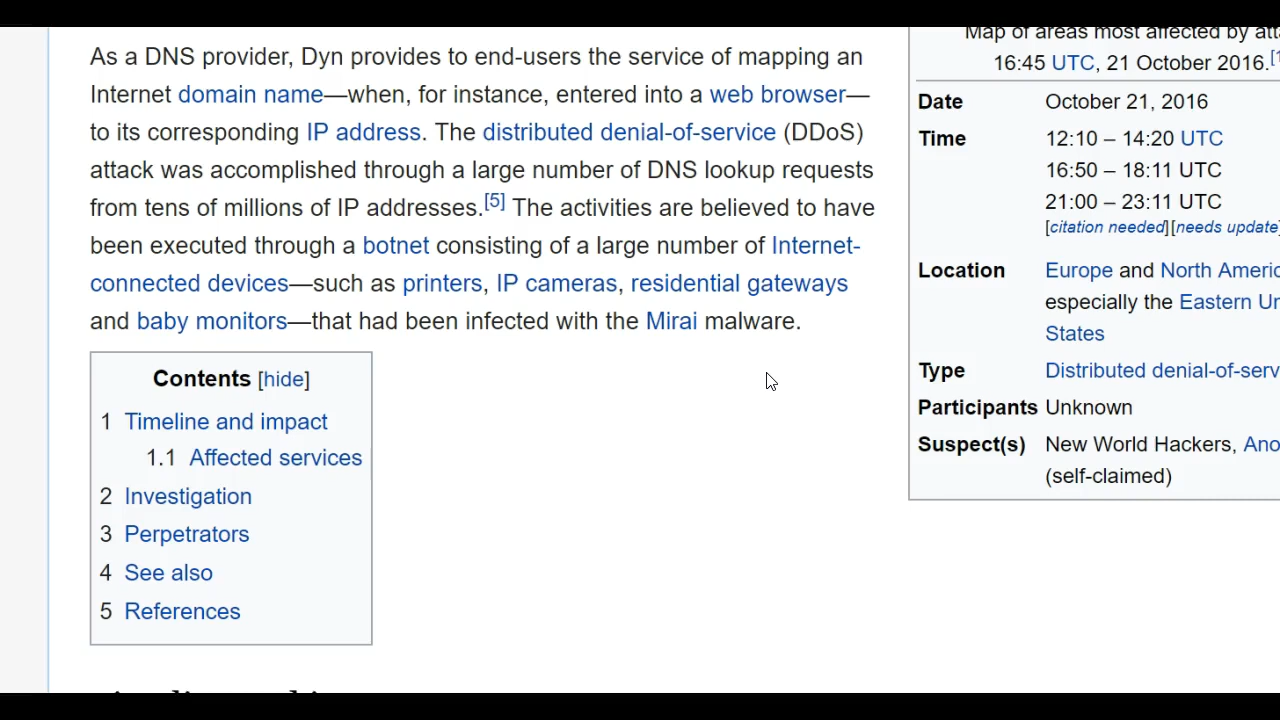 As a DNS provider, Dyn provides to end-users the service of mapping an
Internet domain name—when, for instance, entered into a web browser—
to its corresponding IP address. The distributed denial-of-service (DDoS)
attack was accomplished through a large number of DNS lookup requests
from tens of millions of IP addresses.[5] The activities are believed to have
been executed through a botnet consisting of a large number of Internet-
connected devices—such as printers, IP cameras, residential gateways
and baby monitors—that had been infected with the Mirai malware.
Contents [hide]
1 Timeline and impact
1.1 Affected services
2 Investigation
3 Perpetrators
4 See also
5 References
Map of areas most affected by
16:45 UTC, 21 October 2016.
Date October 21, 2016
Time 12:10 – 14:20 UTC
16:50 – 18:11 UTC
21:00 – 23:11 UTC
[citation needed][needs update]
Location Europe and North
especially the Eastern
States
Type Distributed
Participants Unknown
Suspect(s) New World Hackers,
(self-claimed)